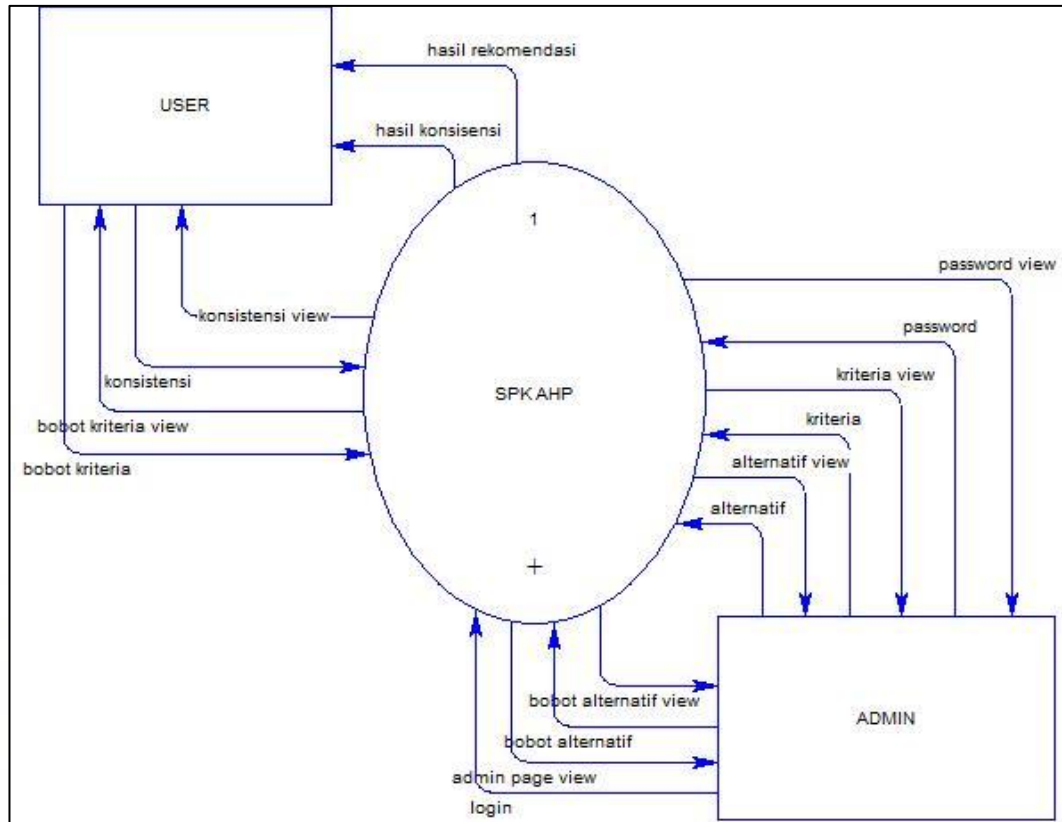 hasil rekomendasi
USER
hasil konsisensi
1
password view
konsistensi view
password
kriteria view
konsistensi
SPK AHP
kriteria
bobot kriteria view
alternatif view
bobot kriteria
alternatif
+
bobot alternatif view
ADMIN
bobot alternatif
admin page view
login